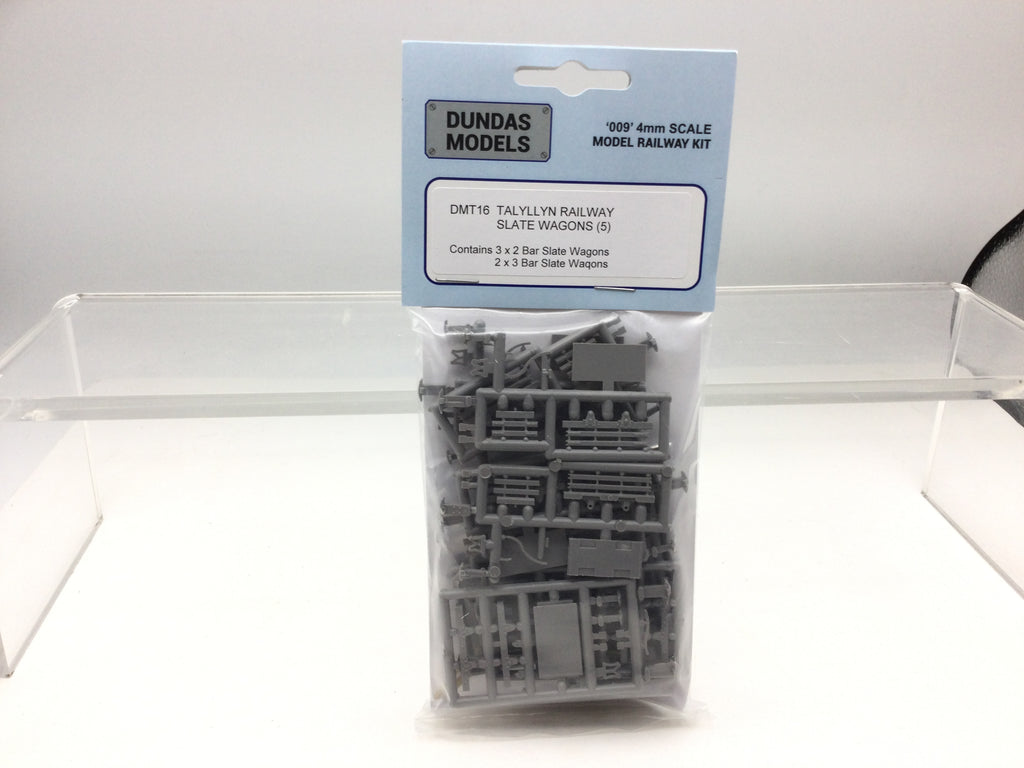 DUNDAS
MODELS
‘009’ 4mm SCALE
MODEL RAILWAY KIT
DMT16 TALYLLYN RAILWAY
SLATE WAGONS (5)
Contains 3 x 2 Bar Slate Wagons
2 x 3 Bar Slate Wagons